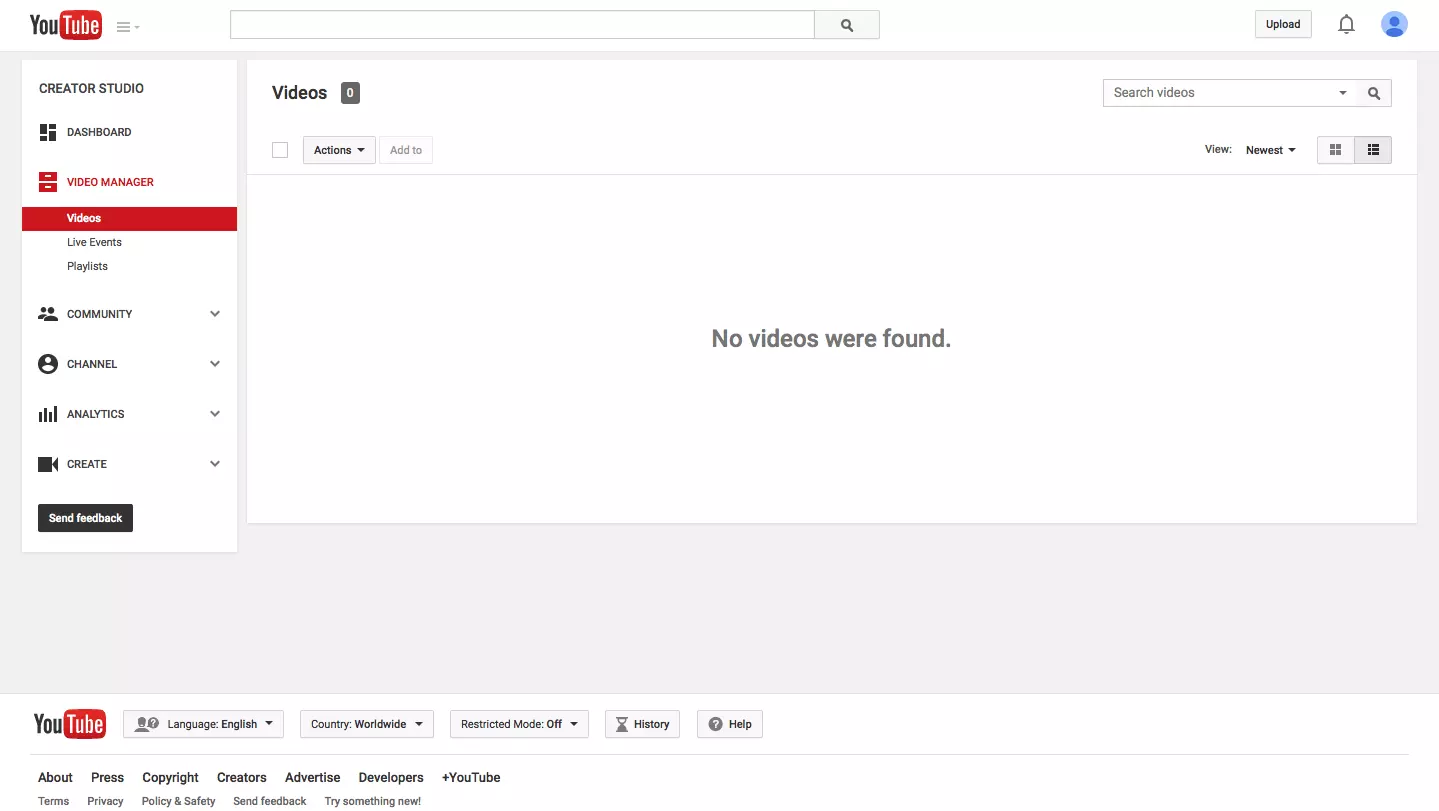 YouTube
Upload
CREATOR STUDIO
DASHBOARD
VIDEO MANAGER
Videos
Live Events
Playlists
COMMUNITY
CHANNEL
ANALYTICS
CREATE
Send feedback
Videos 0
Search videos
Actions Add to
View: Newest
No videos were found.
YouTube Language: English Country: Worldwide Restricted Mode: Off History Help
About Press Copyright Creators Advertise Developers +YouTube
Terms Privacy Policy & Safety Send feedback Try something new!